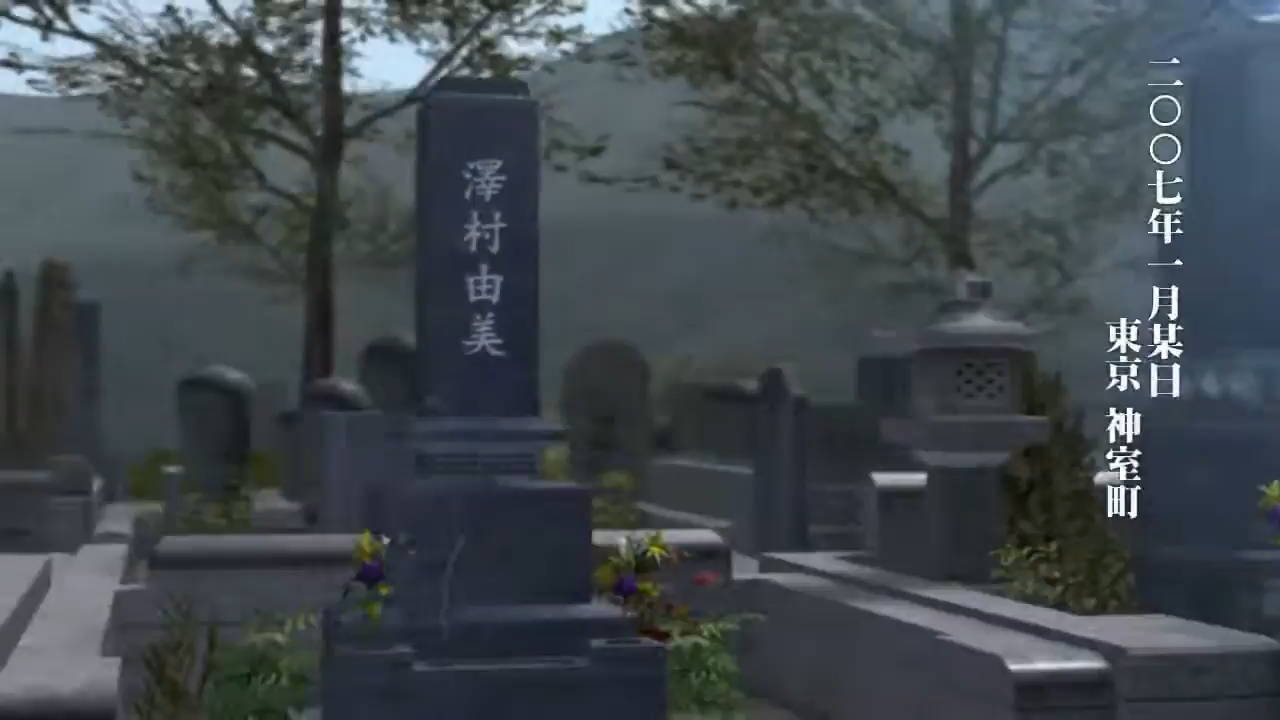 二〇〇七年一月某日
東京 神室町
澤村由美